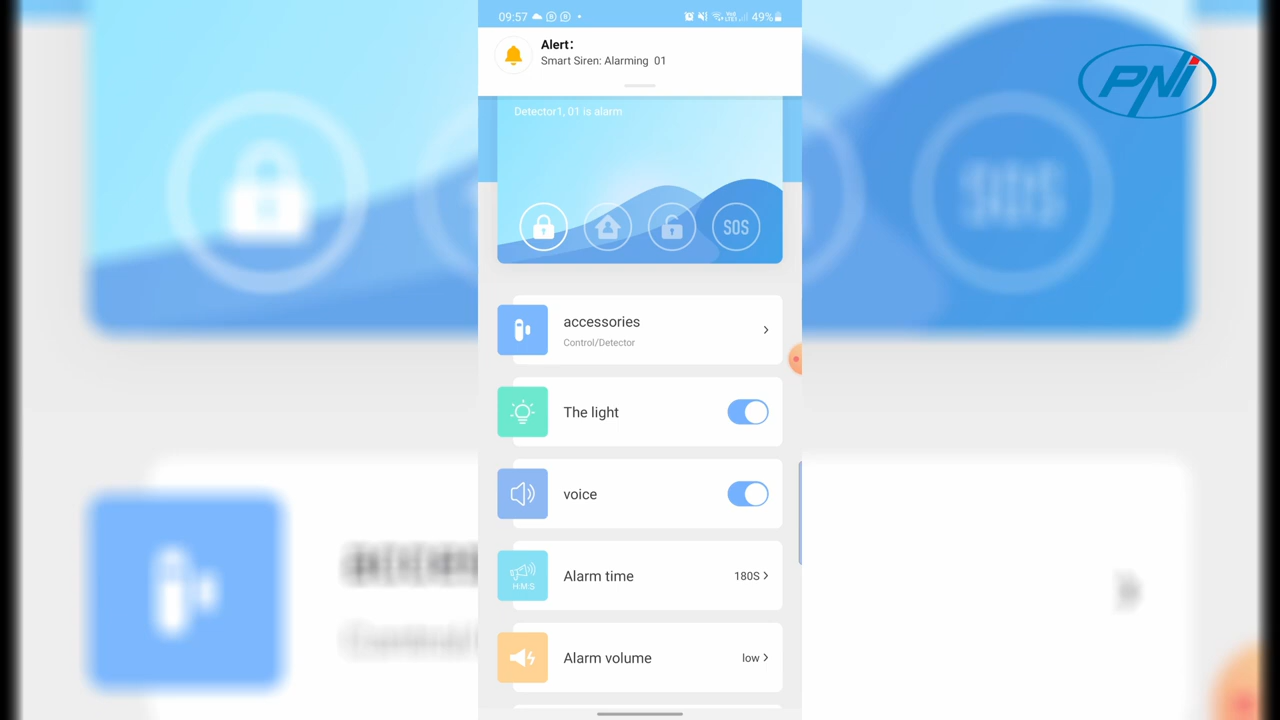 09:57
49%
PNI
Alert:
Smart Siren: Alarming 01
Detector1, 01 is alarm
SOS
SOS
accessories
Control/Detector
The light
voice
H:M:S
Alarm time
180S
Alarm volume
low